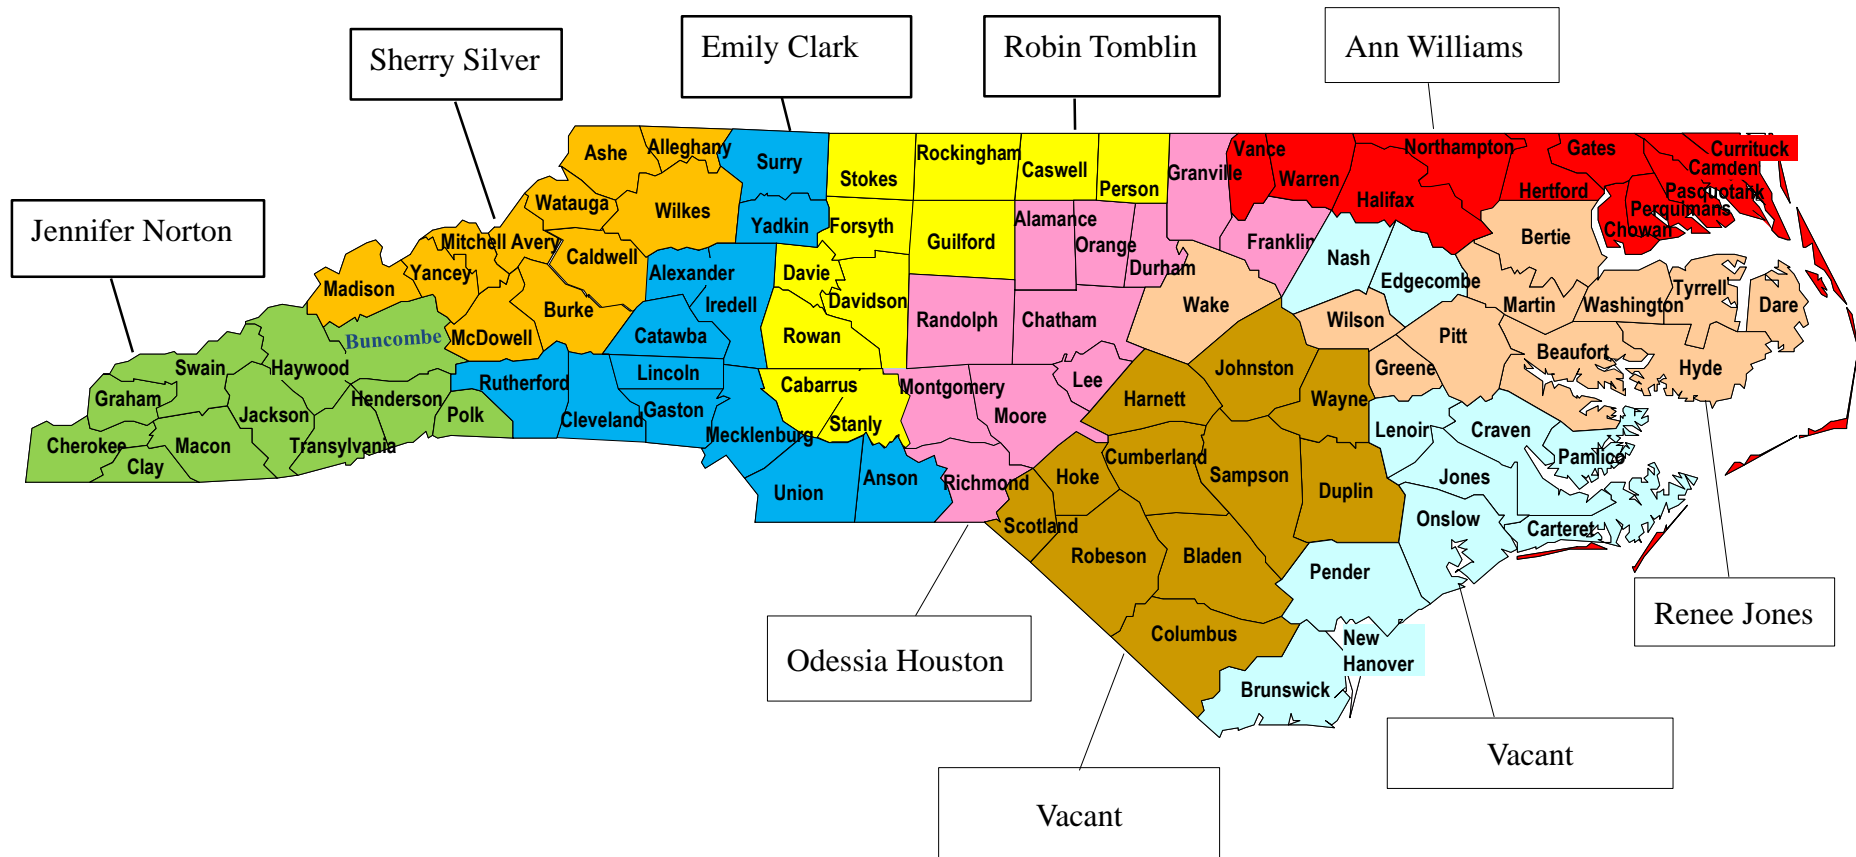 Ann Williams
Emily Clark
Robin Tomblin
Sherry Silver
Jennifer Norton
Ashe
Alleghany
Surry
Stokes
Rockingham
Caswell
Person
Granville
Vance
Warren
Northampton
Gates
Currituck
Camden
Halifax
Hertford
Pasquotank
Perquimans
Chowan
Watauga
Wilkes
Yadkin
Forsyth
Guilford
Alamance
Orange
Durham
Franklin
Nash
Edgecombe
Bertie
Mitchell
Avery
Caldwell
Alexander
Iredell
Davie
Davidson
Yancey
Madison
Burke
McDowell
Buncombe
Catawba
Rowan
Randolph
Chatham
Wake
Wilson
Martin
Washington
Tyrrell
Dare
Pitt
Beaufort
Hyde
Greene
Swain
Haywood
Graham
Jackson
Henderson
Polk
Rutherford
Cleveland
Lincoln
Gaston
Cabarrus
Stanly
Montgomery
Moore
Lee
Harnett
Johnston
Wayne
Cherokee
Clay
Macon
Transylvania
Mecklenburg
Union
Anson
Richmond
Hoke
Cumberland
Sampson
Duplin
Lenoir
Craven
Pamlico
Jones
Scotland
Robeson
Bladen
Onslow
Carteret
Pender
Columbus
New
Hanover
Brunswick
Renee Jones
Odessia Houston
Vacant
Vacant